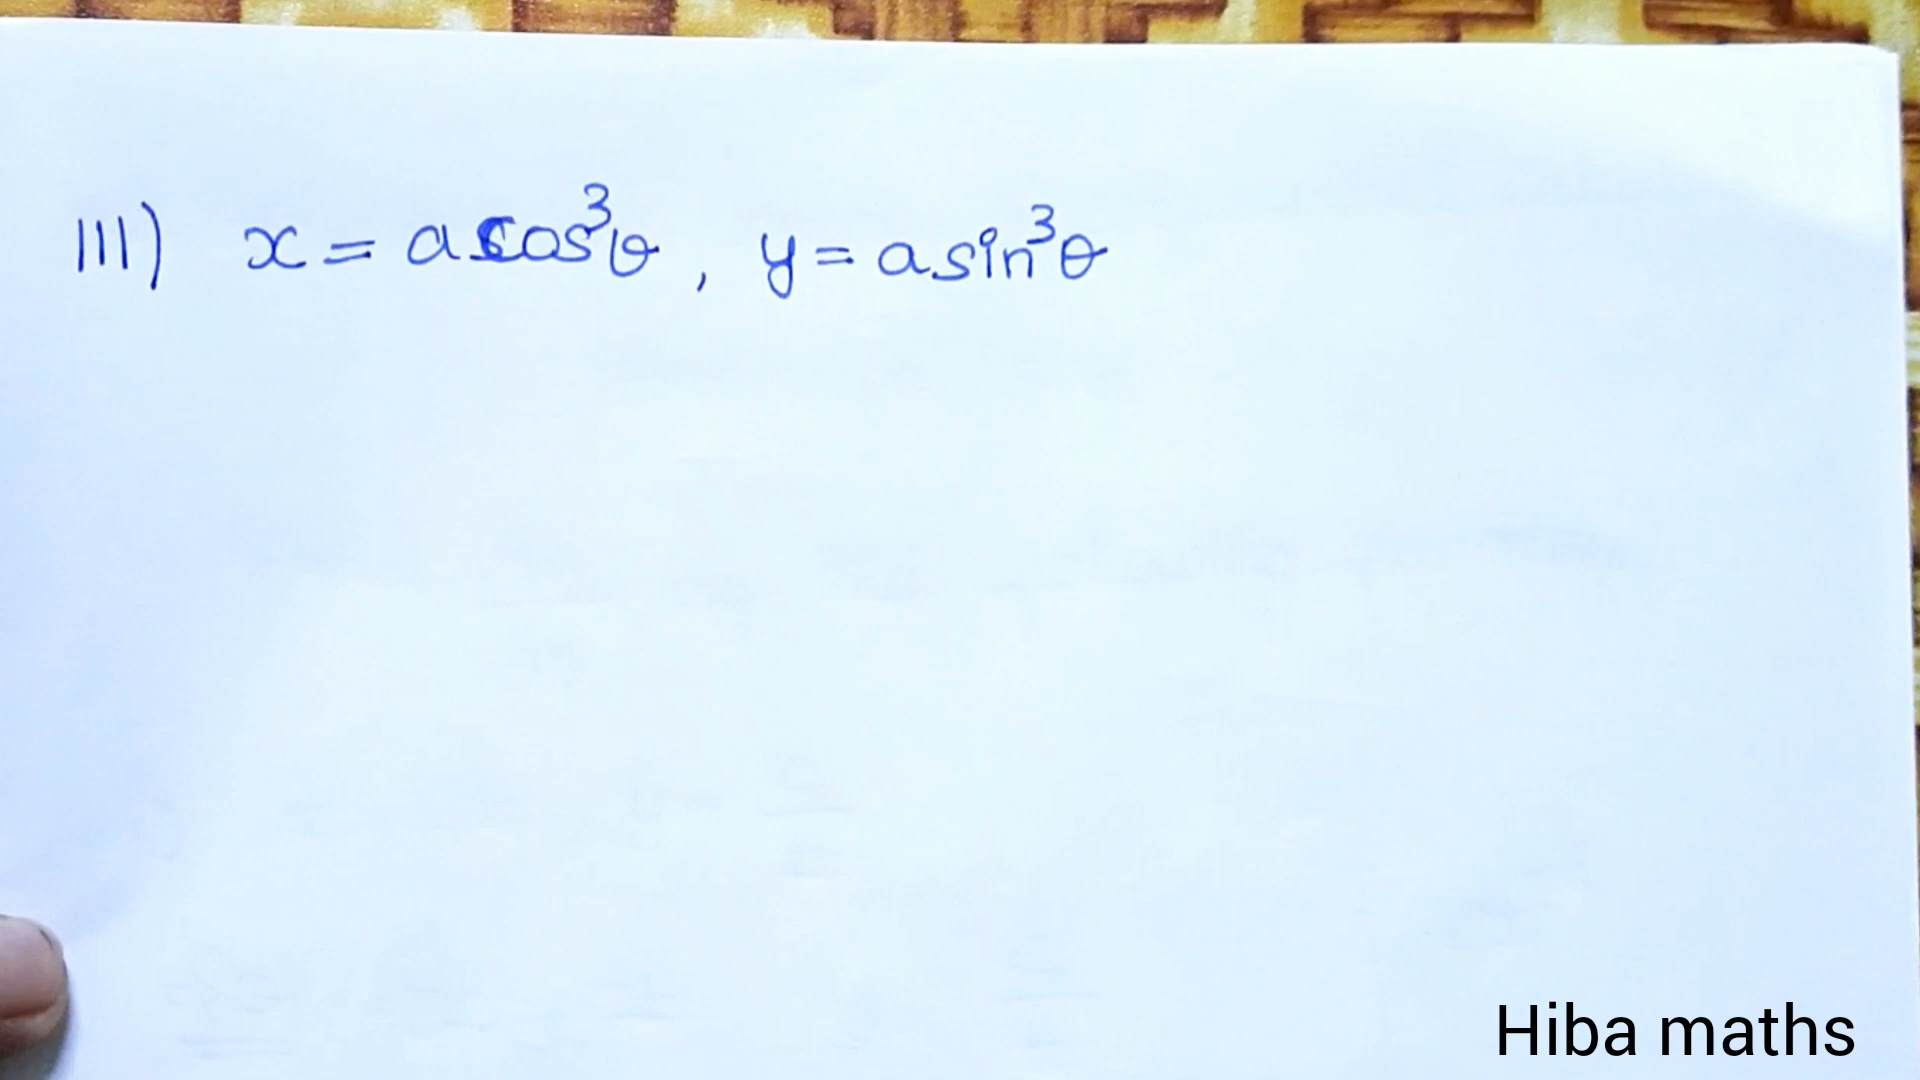 III) x = a cos³θ , y = a sin³θ
Hiba maths